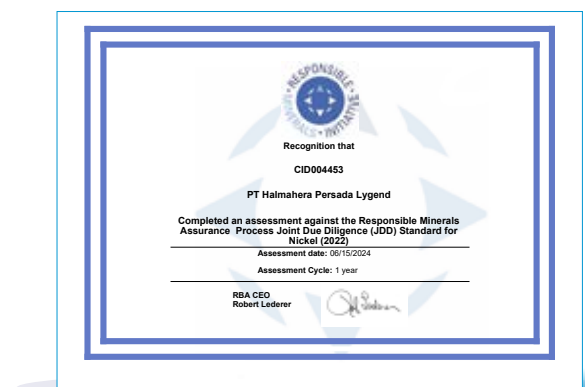 RESPONSIBLE MINERALS INITIATIVE
Recognition that
CID004453
PT Halmahera Persada Lygend
Completed an assessment against the Responsible Minerals
Assurance Process Joint Due Diligence (JDD) Standard for
Nickel (2022)
Assessment date: 06/15/2024
Assessment Cycle: 1 year
RBA CEO
Robert Lederer